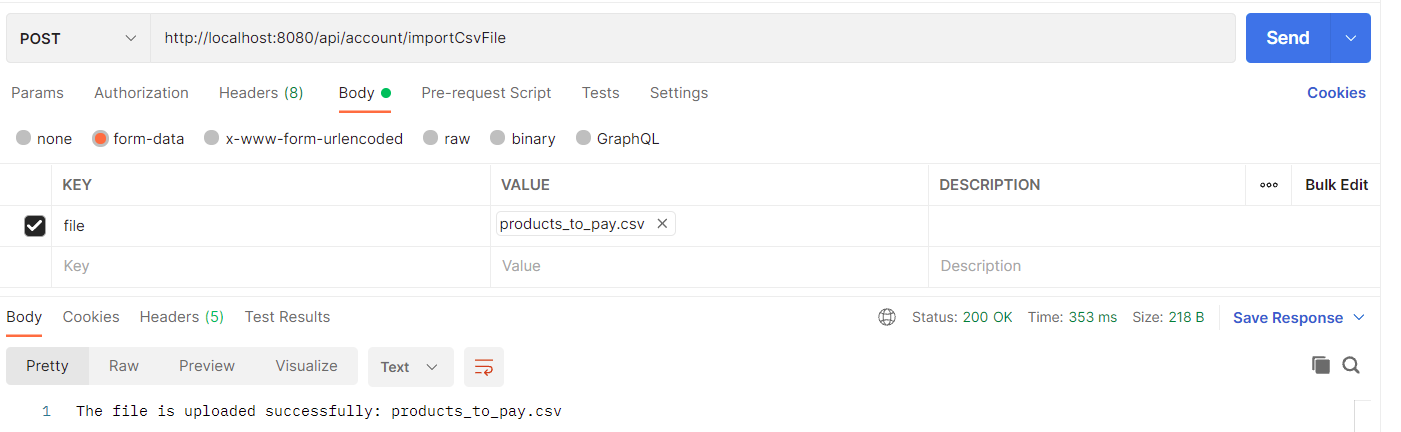 POST http://localhost:8080/api/account/importCsvFile Send
Params Authorization Headers (8) Body Pre-request Script Tests Settings Cookies
none form-data x-www-form-urlencoded raw binary GraphQL
KEY VALUE DESCRIPTION ooo Bulk Edit
file products_to_pay.csv
Key Value Description
Body Cookies Headers (5) Test Results Status: 200 OK Time: 353 ms Size: 218 B Save Response
Pretty Raw Preview Visualize Text
1 The file is uploaded successfully: products_to_pay.csv